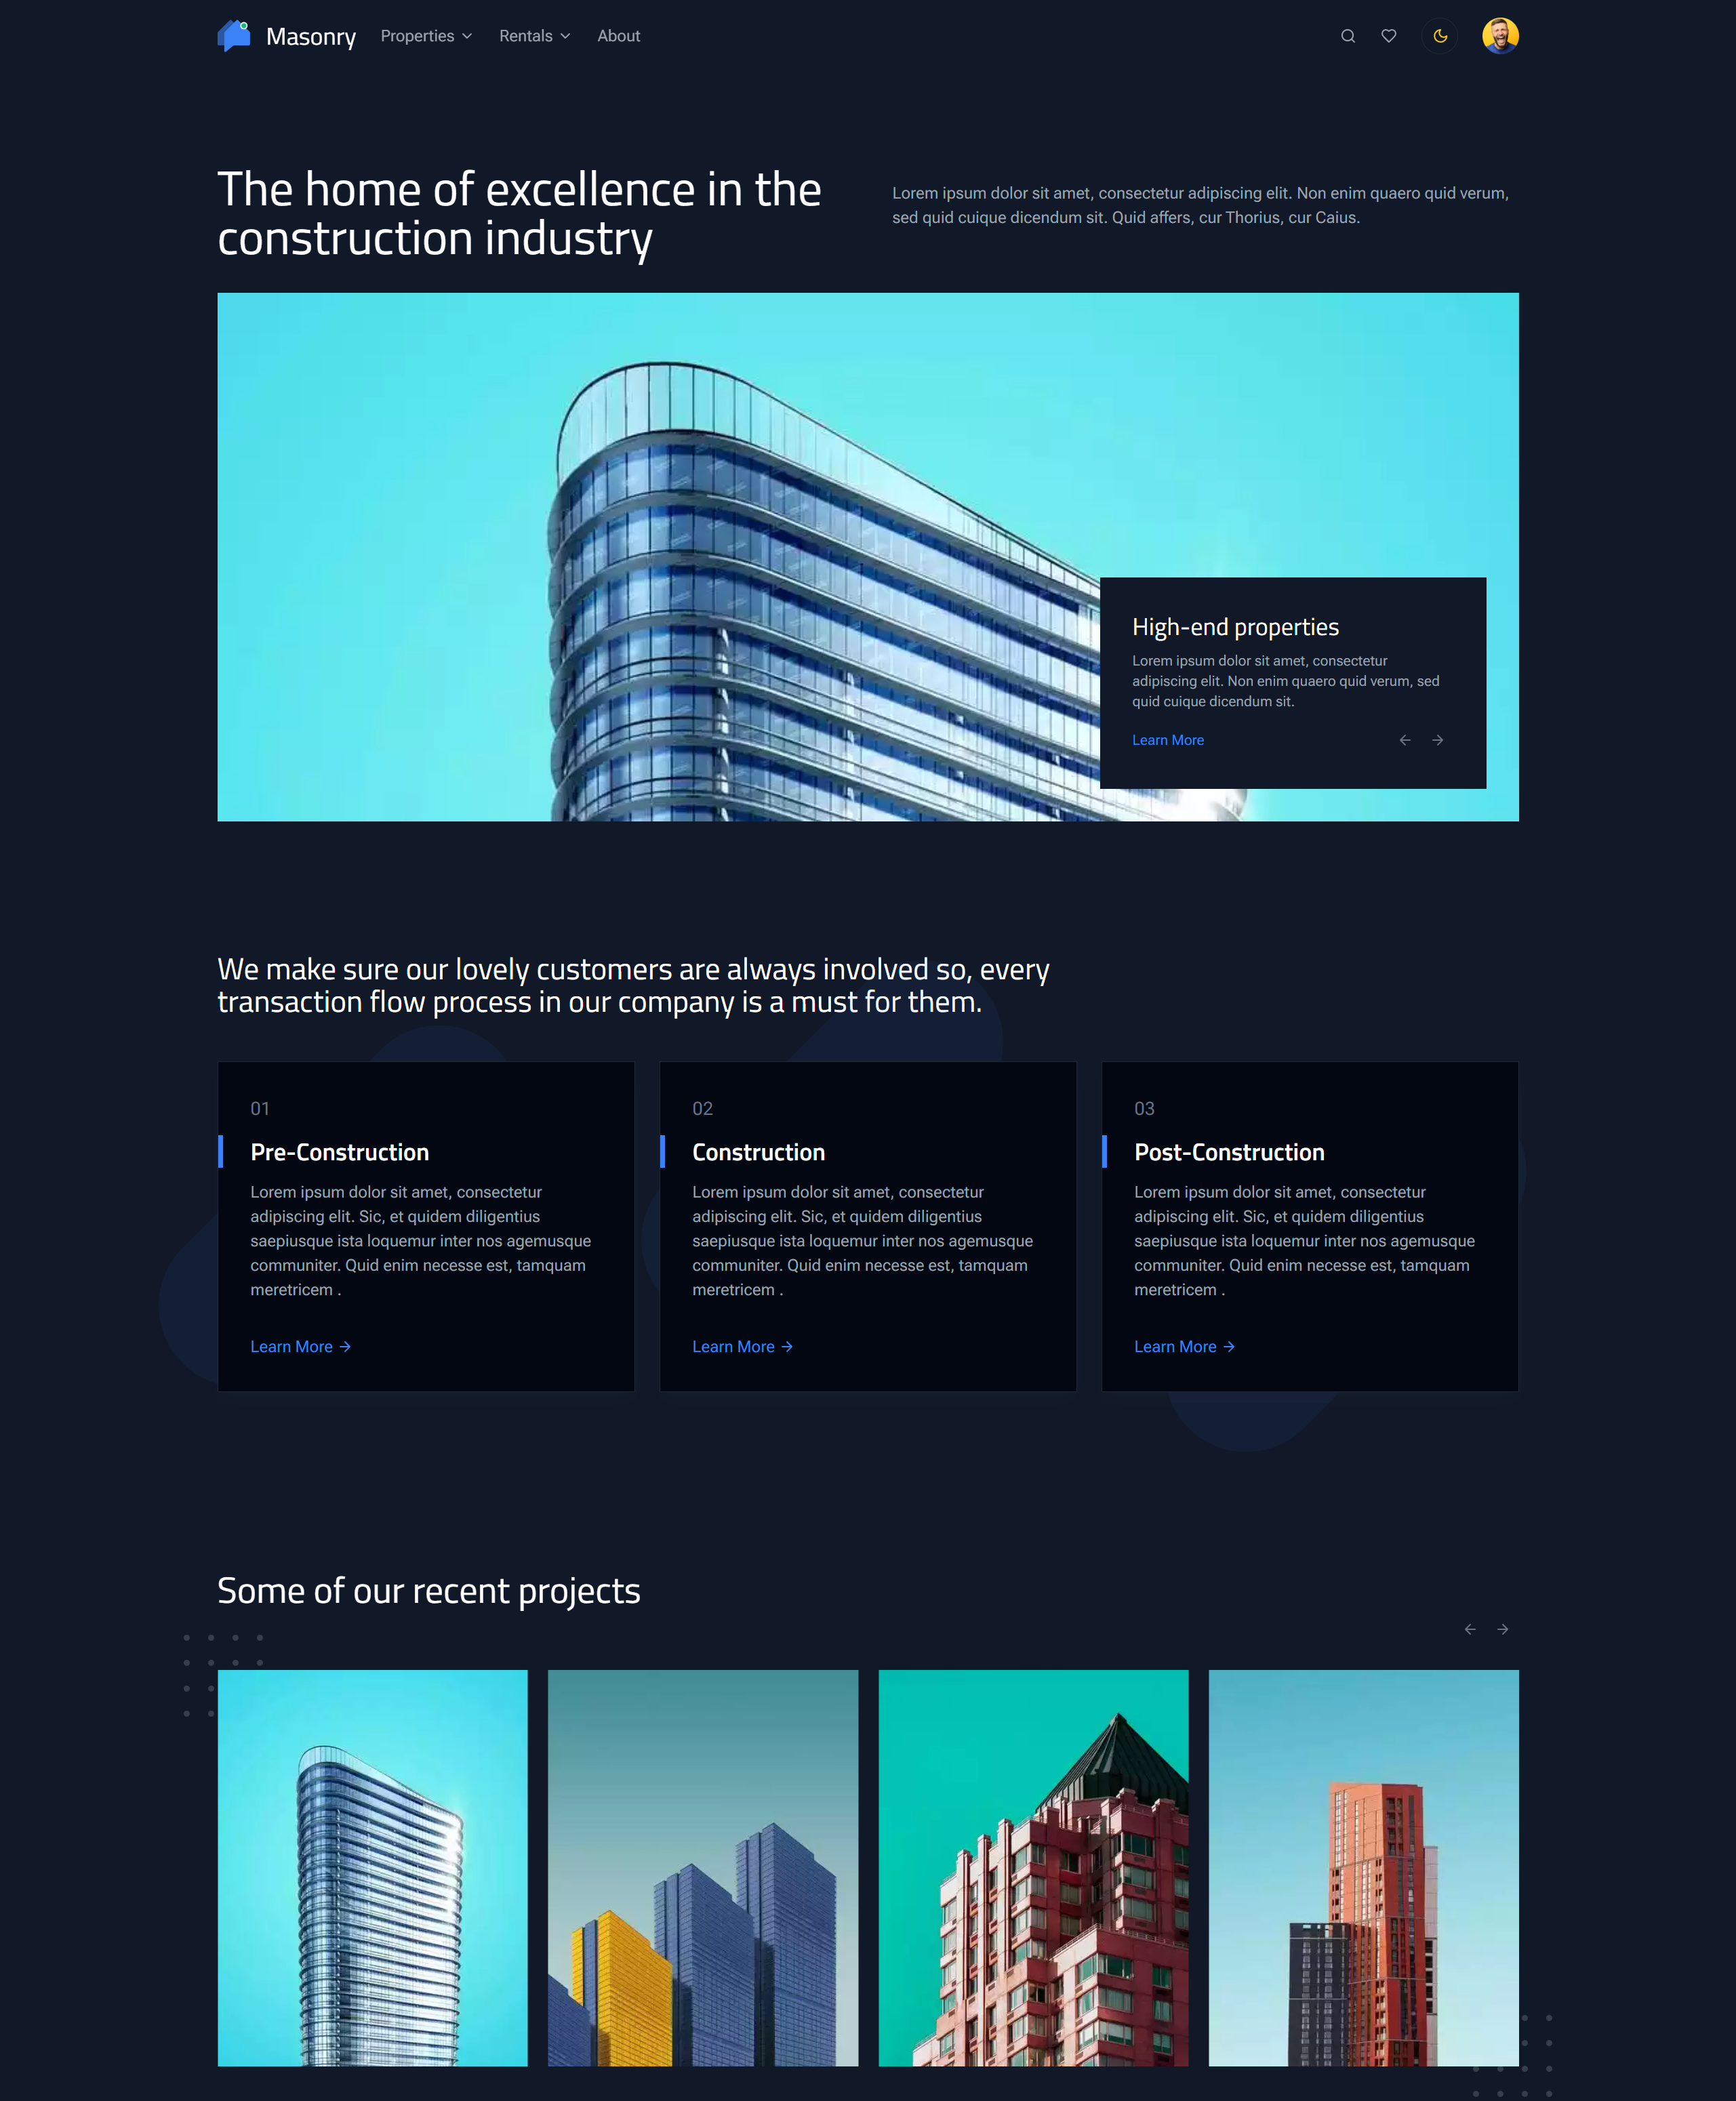 Masonry
Properties
Rentals
About
The home of excellence in the
construction industry
Lorem ipsum dolor sit amet, consectetur adipiscing elit. Non enim quaero quid verum,
sed quid cuique dicendum sit. Quid affers, cur Thorius, cur Caius.
High-end properties
Lorem ipsum dolor sit amet, consectetur
adipiscing elit. Non enim quaero quid verum, sed
quid cuique dicendum sit.
Learn More
We make sure our lovely customers are always involved so, every
transaction flow process in our company is a must for them.
01
Pre-Construction
Lorem ipsum dolor sit amet, consectetur
adipiscing elit. Sic, et quidem diligentius
saepiusque ista loquemur inter nos agemusque
communiter. Quid enim necesse est, tamquam
meretricem .
Learn More
02
Construction
Lorem ipsum dolor sit amet, consectetur
adipiscing elit. Sic, et quidem diligentius
saepiusque ista loquemur inter nos agemusque
communiter. Quid enim necesse est, tamquam
meretricem .
Learn More
03
Post-Construction
Lorem ipsum dolor sit amet, consectetur
adipiscing elit. Sic, et quidem diligentius
saepiusque ista loquemur inter nos agemusque
communiter. Quid enim necesse est, tamquam
meretricem .
Learn More
Some of our recent projects